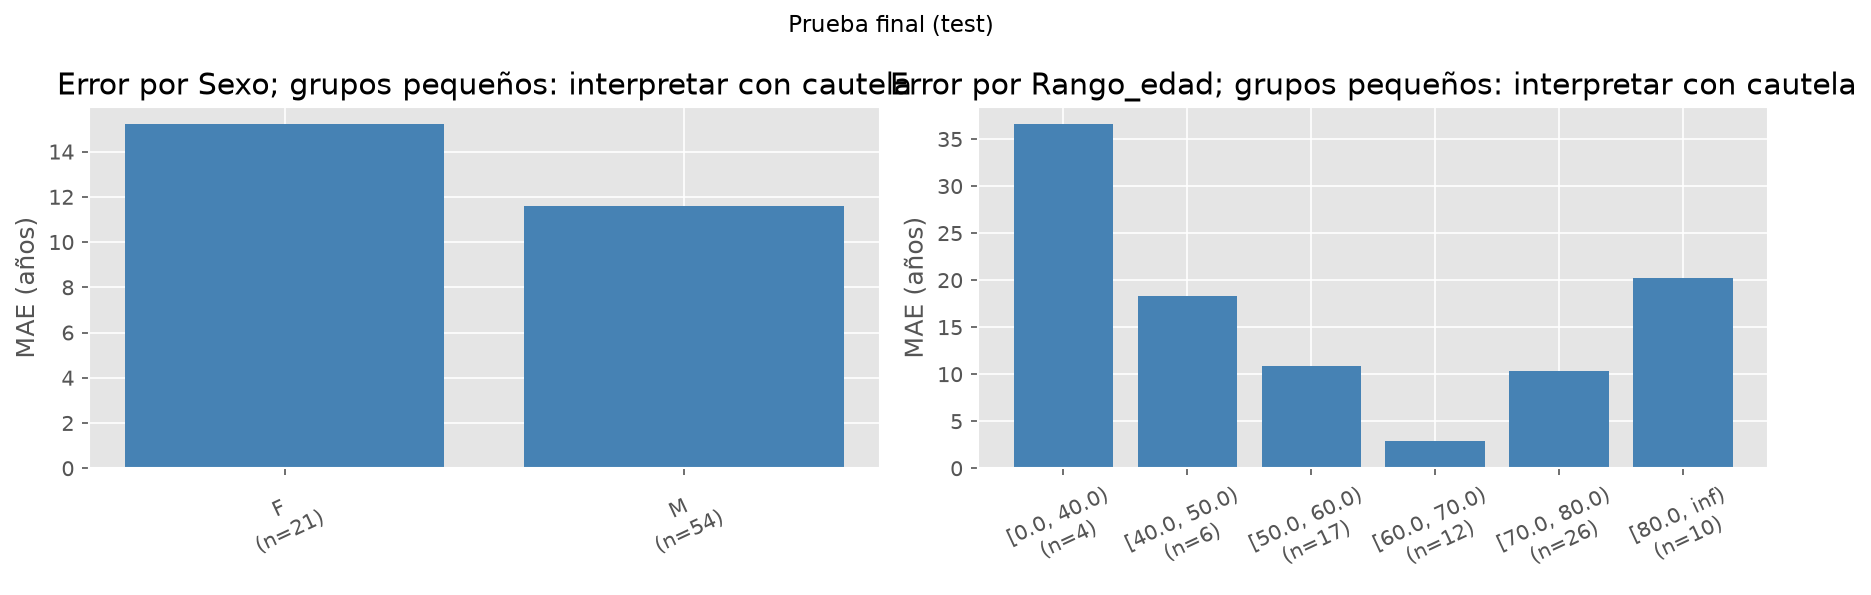 Prueba final (test)
Error por Sexo; grupos pequeños: interpretar con cautela
MAE (años)
14
12
10
8
6
4
2
0
F
(n=21)
M
(n=54)
Error por Rango_edad; grupos pequeños: interpretar con cautela
MAE (años)
35
30
25
20
15
10
5
0
[0.0, 40.0)
(n=4)
[40.0, 50.0)
(n=6)
[50.0, 60.0)
(n=17)
[60.0, 70.0)
(n=12)
[70.0, 80.0)
(n=26)
[80.0, inf)
(n=10)